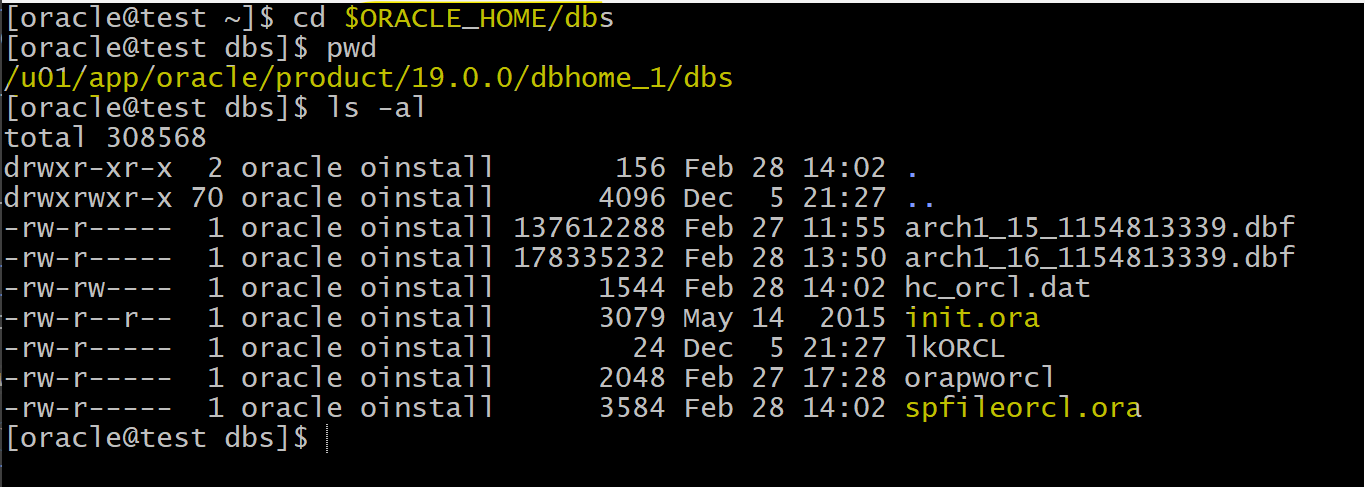 [oracle@test ~]$ cd $ORACLE_HOME/dbs
[oracle@test dbs]$ pwd
/u01/app/oracle/product/19.0.0/dbhome_1/dbs
[oracle@test dbs]$ ls -al
total 308568
drwxr-xr-x  2 oracle oinstall       156 Feb 28 14:02 .
drwxrwxr-x 70 oracle oinstall      4096 Dec  5 21:27 ..
-rw-r-----  1 oracle oinstall 137612288 Feb 27 11:55 arch1_15_1154813339.dbf
-rw-r-----  1 oracle oinstall 178335232 Feb 28 13:50 arch1_16_1154813339.dbf
-rw-rw----  1 oracle oinstall      1544 Feb 28 14:02 hc_orcl.dat
-rw-r--r--  1 oracle oinstall      3079 May 14  2015 init.ora
-rw-r-----  1 oracle oinstall        24 Dec  5 21:27 lkORCL
-rw-r-----  1 oracle oinstall      2048 Feb 27 17:28 orapworcl
-rw-r-----  1 oracle oinstall      3584 Feb 28 14:02 spfileorcl.ora
[oracle@test dbs]$